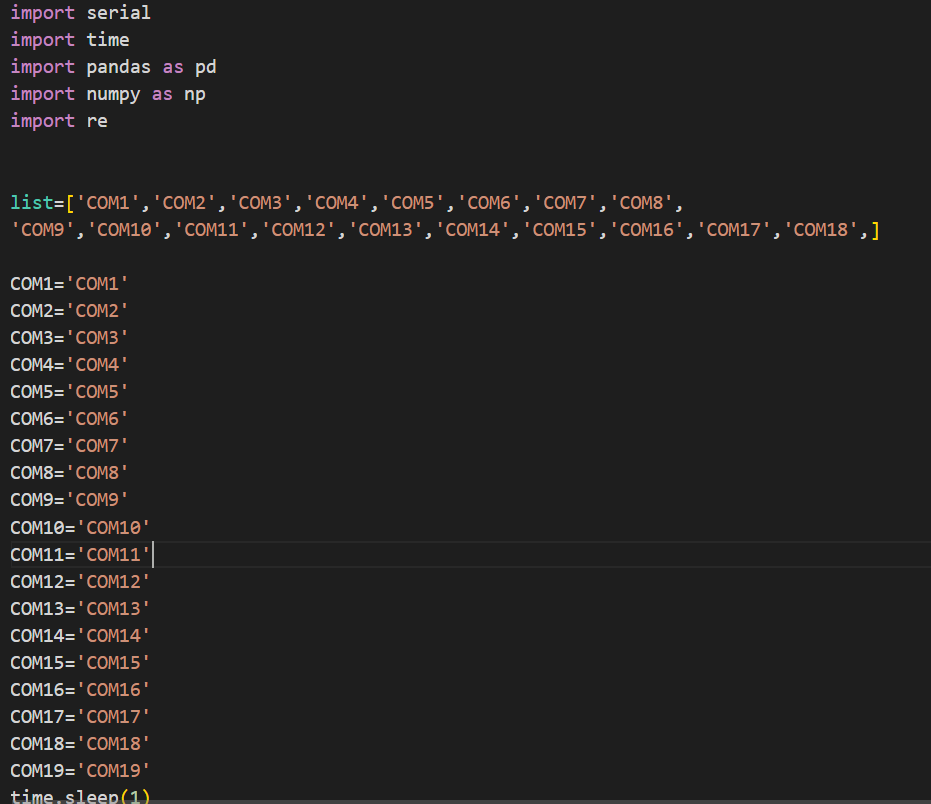 import serial
import time
import pandas as pd
import numpy as np
import re
list=['COM1','COM2','COM3','COM4','COM5','COM6','COM7','COM8',
'COM9','COM10','COM11','COM12','COM13','COM14','COM15','COM16','COM17','COM18',]
COM1='COM1'
COM2='COM2'
COM3='COM3'
COM4='COM4'
COM5='COM5'
COM6='COM6'
COM7='COM7'
COM8='COM8'
COM9='COM9'
COM10='COM10'
COM11='COM11'
COM12='COM12'
COM13='COM13'
COM14='COM14'
COM15='COM15'
COM16='COM16'
COM17='COM17'
COM18='COM18'
COM19='COM19'
time.sleep(1)